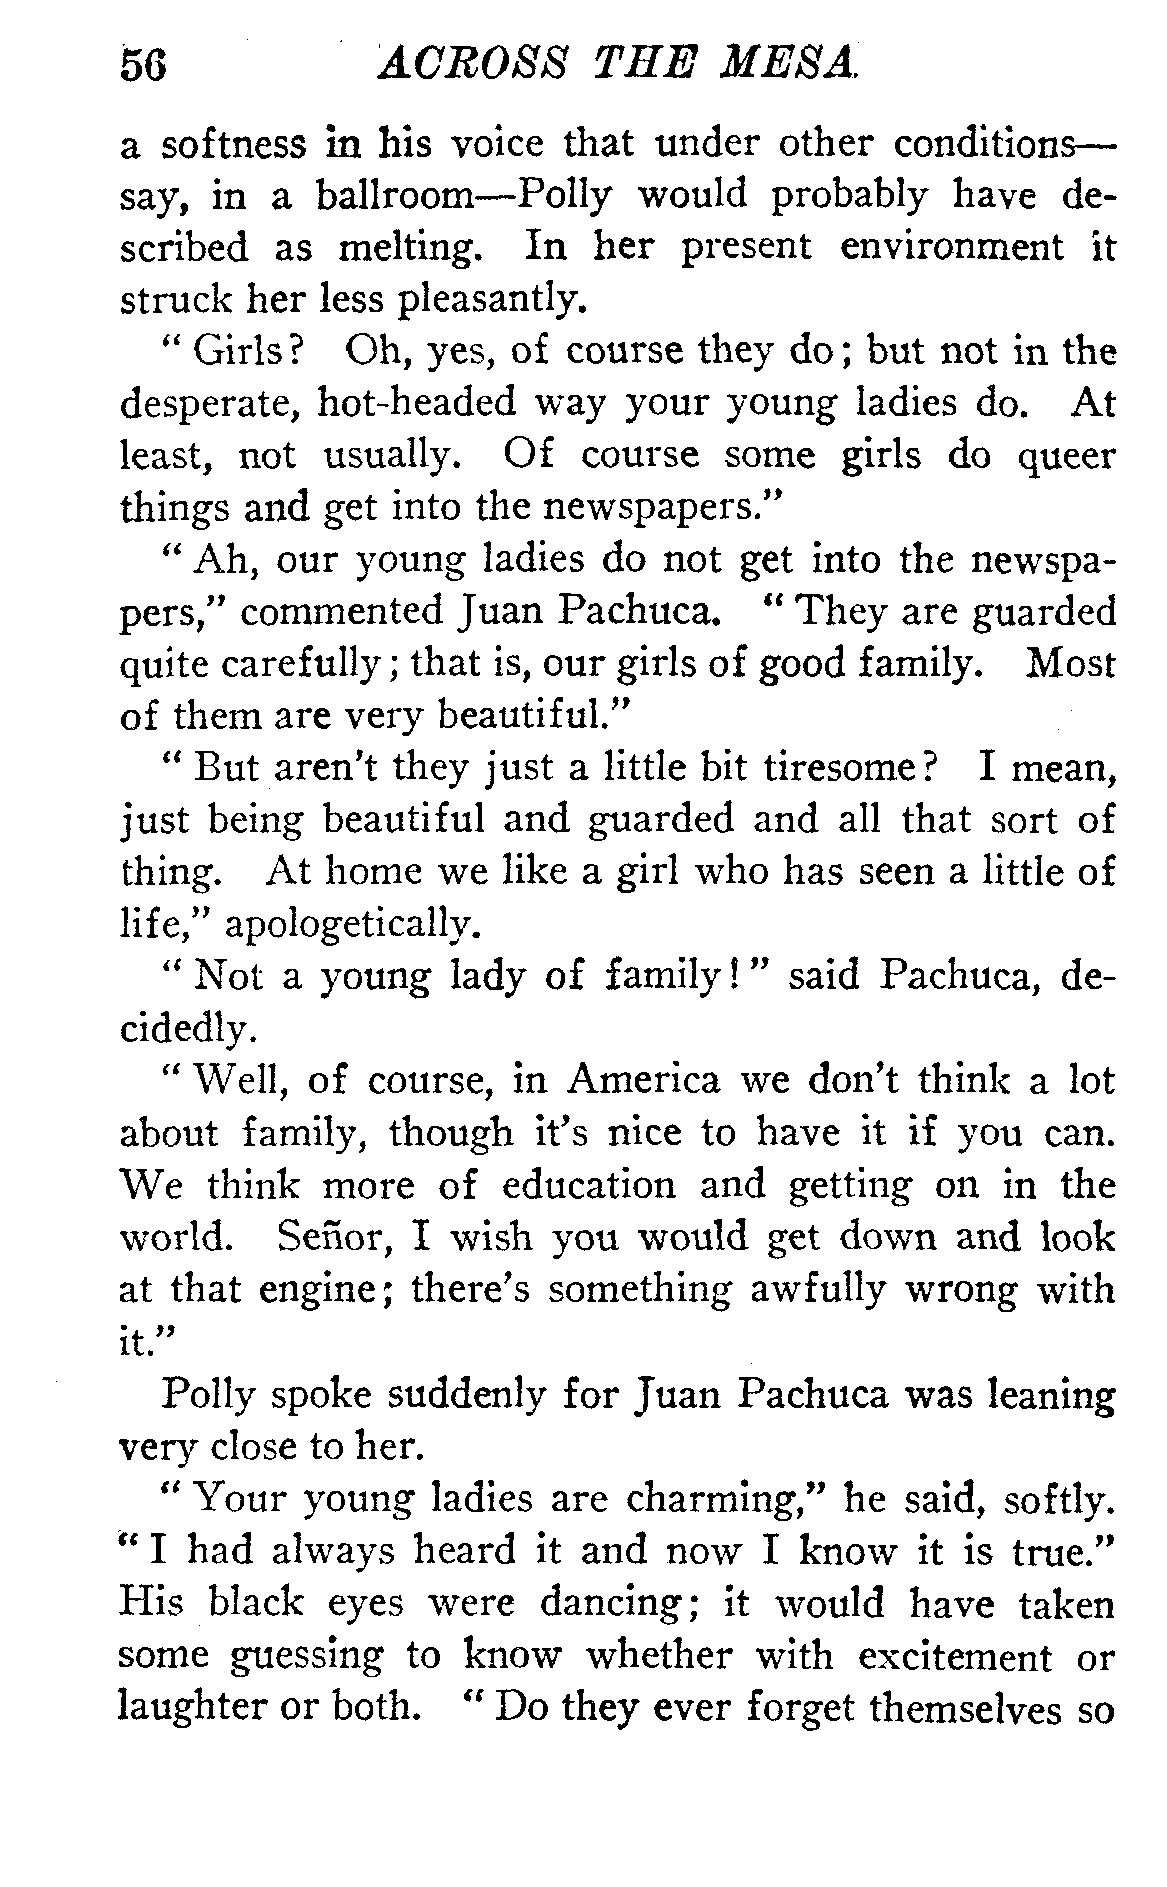 56 ACROSS THE MESA
a softness in his voice that under other conditions—
say, in a ballroom—Polly would probably have de-
scribed as melting. In her present environment it
struck her less pleasantly.
“ Girls? Oh, yes, of course they do; but not in the
desperate, hot-headed way your young ladies do. At
least, not usually. Of course some girls do queer
things and get into the newspapers.”
“ Ah, our young ladies do not get into the newspa-
pers,” commented Juan Pachuca. “ They are guarded
quite carefully; that is, our girls of good family. Most
of them are very beautiful.”
“ But aren't they just a little bit tiresome? I mean,
just being beautiful and guarded and all that sort of
thing. At home we like a girl who has seen a little of
life,” apologetically.
“ Not a young lady of family! ” said Pachuca, de-
cidedly.
“ Well, of course, in America we don't think a lot
about family, though it's nice to have it if you can.
We think more of education and getting on in the
world. Señor, I wish you would get down and look
at that engine; there's something awfully wrong with
it.”
Polly spoke suddenly for Juan Pachuca was leaning
very close to her.
“ Your young ladies are charming,” he said, softly.
“ I had always heard it and now I know it is true.”
His black eyes were dancing; it would have taken
some guessing to know whether with excitement or
laughter or both. “ Do they ever forget themselves so